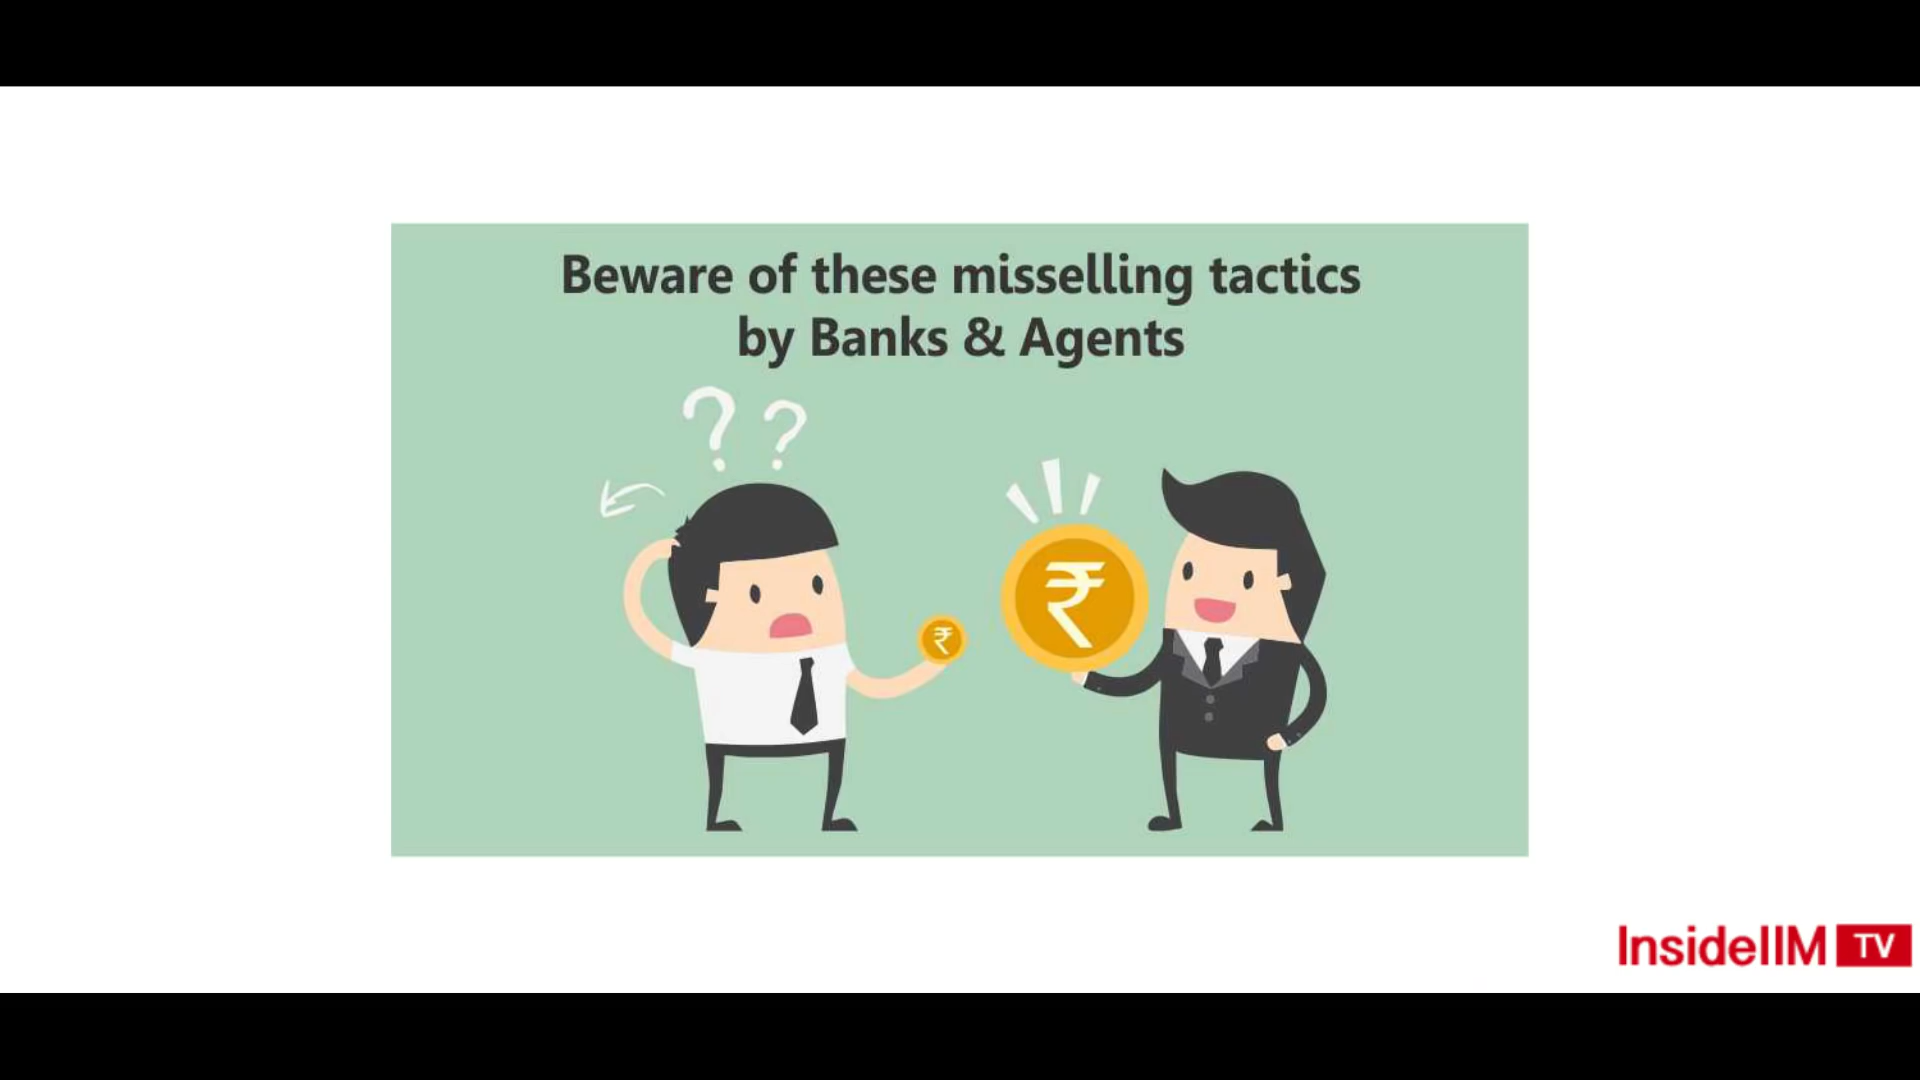 Beware of these misselling tactics
by Banks & Agents
? ?
₹
₹
InsideIIM TV